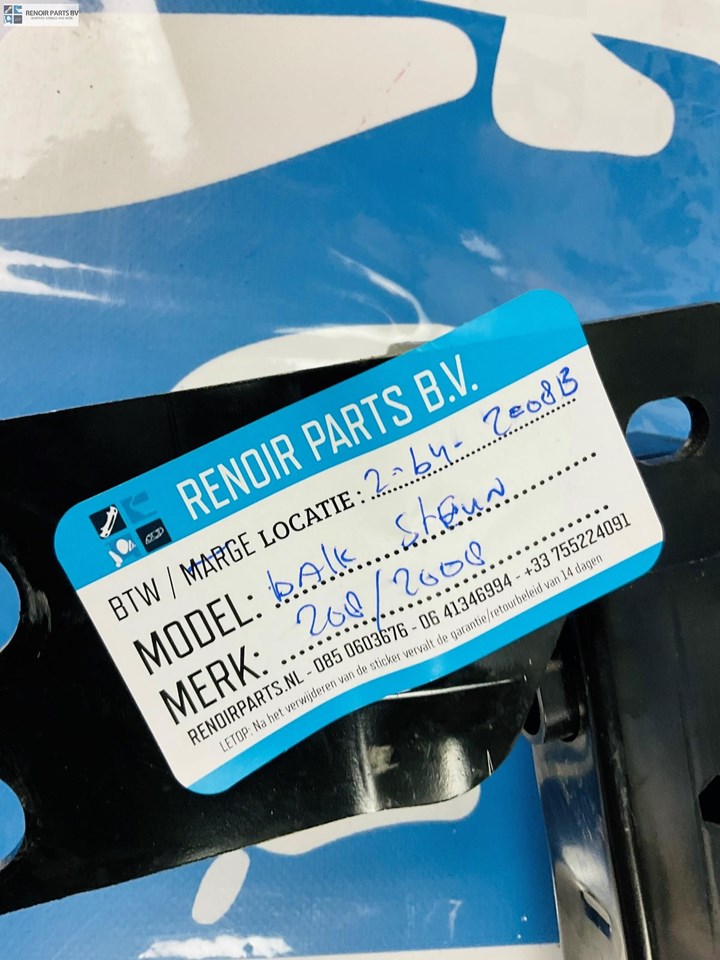 RENOIR PARTS BV
RENOIR PARTS B.V.
BTW / MARGE LOCATIE: 2-64- 2008B
MODEL: bAlk Steun
MERK: 208/2008
RENOIRPARTS.NL - 085 0603676 - 06 41346994 - +33 755224091
LETOP: Na het verwijderen van de sticker vervalt de garantie/retourbeleid van 14 dagen